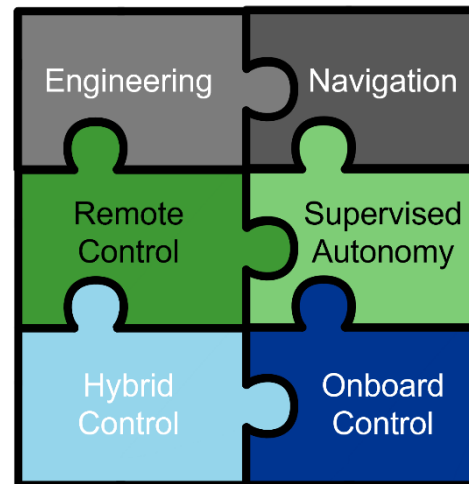 Engineering
Navigation
Remote
Control
Supervised
Autonomy
Hybrid
Control
Onboard
Control